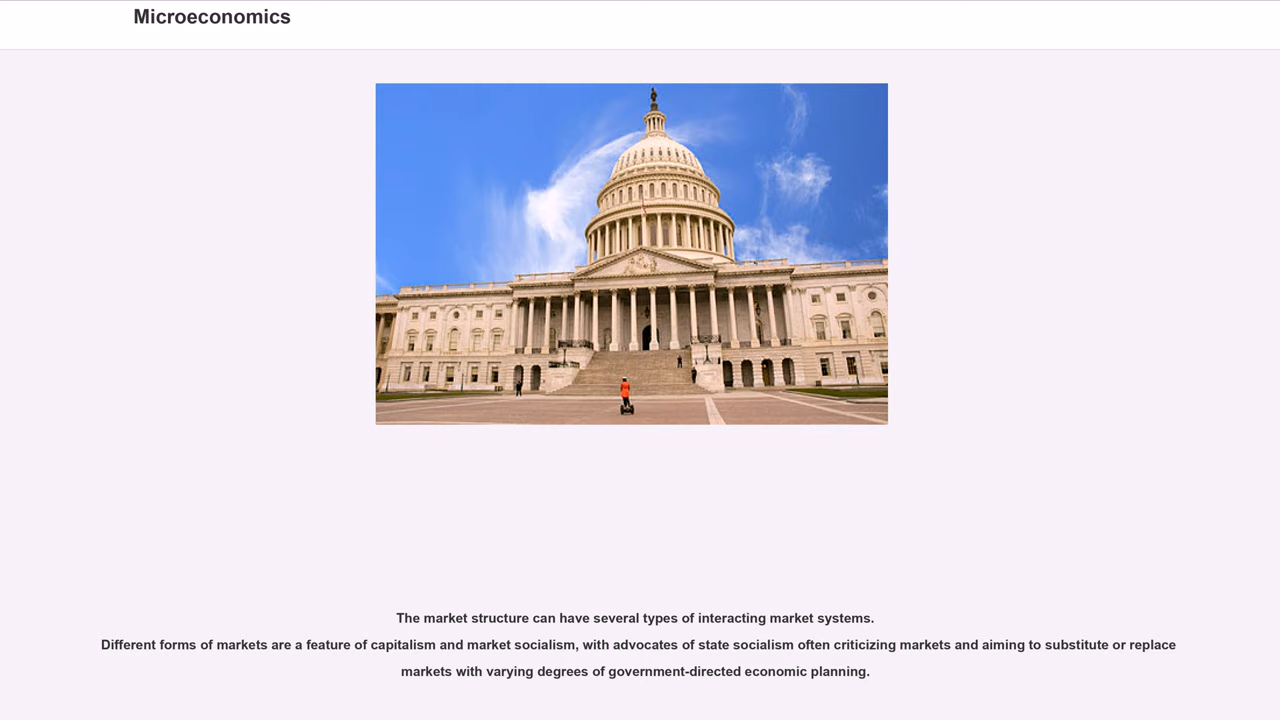 Microeconomics
The market structure can have several types of interacting market systems.
Different forms of markets are a feature of capitalism and market socialism, with advocates of state socialism often criticizing markets and aiming to substitute or replace
markets with varying degrees of government-directed economic planning.